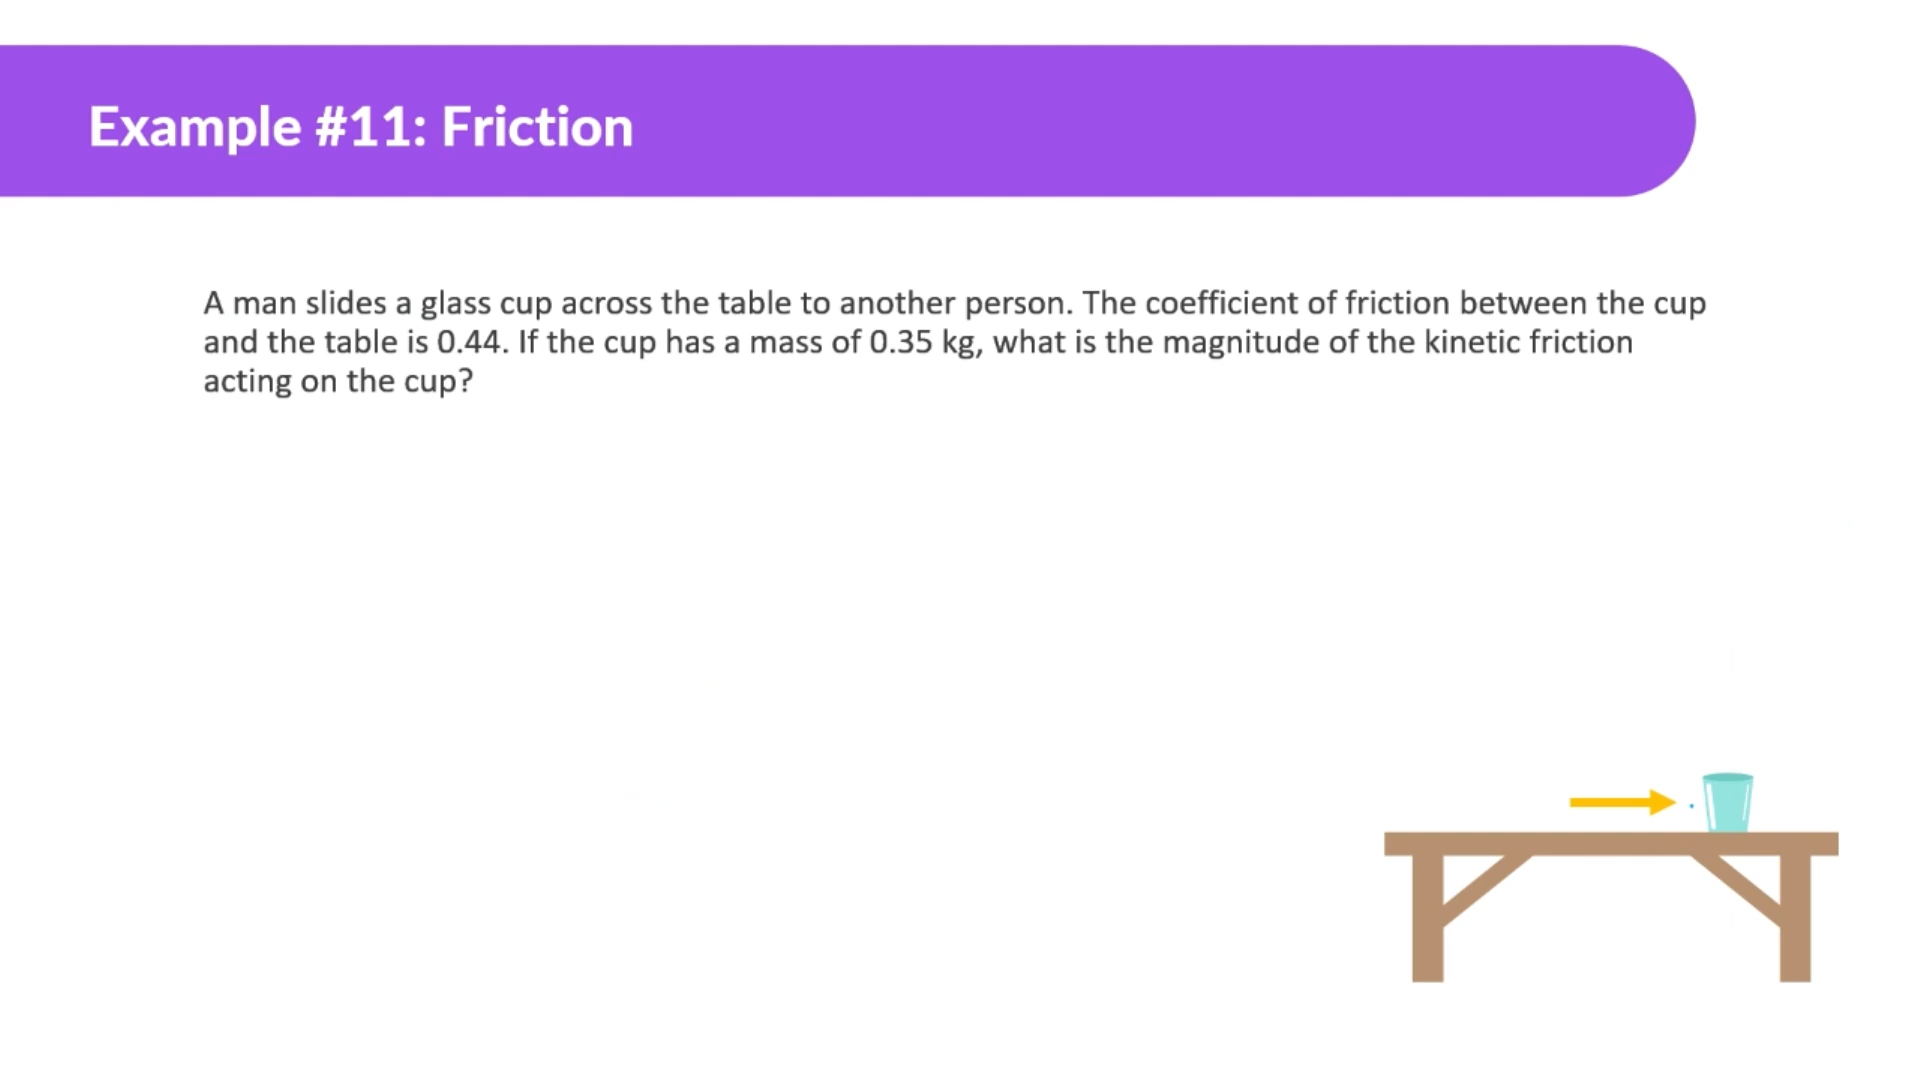 Example #11: Friction
A man slides a glass cup across the table to another person. The coefficient of friction between the cup
and the table is 0.44. If the cup has a mass of 0.35 kg, what is the magnitude of the kinetic friction
acting on the cup?